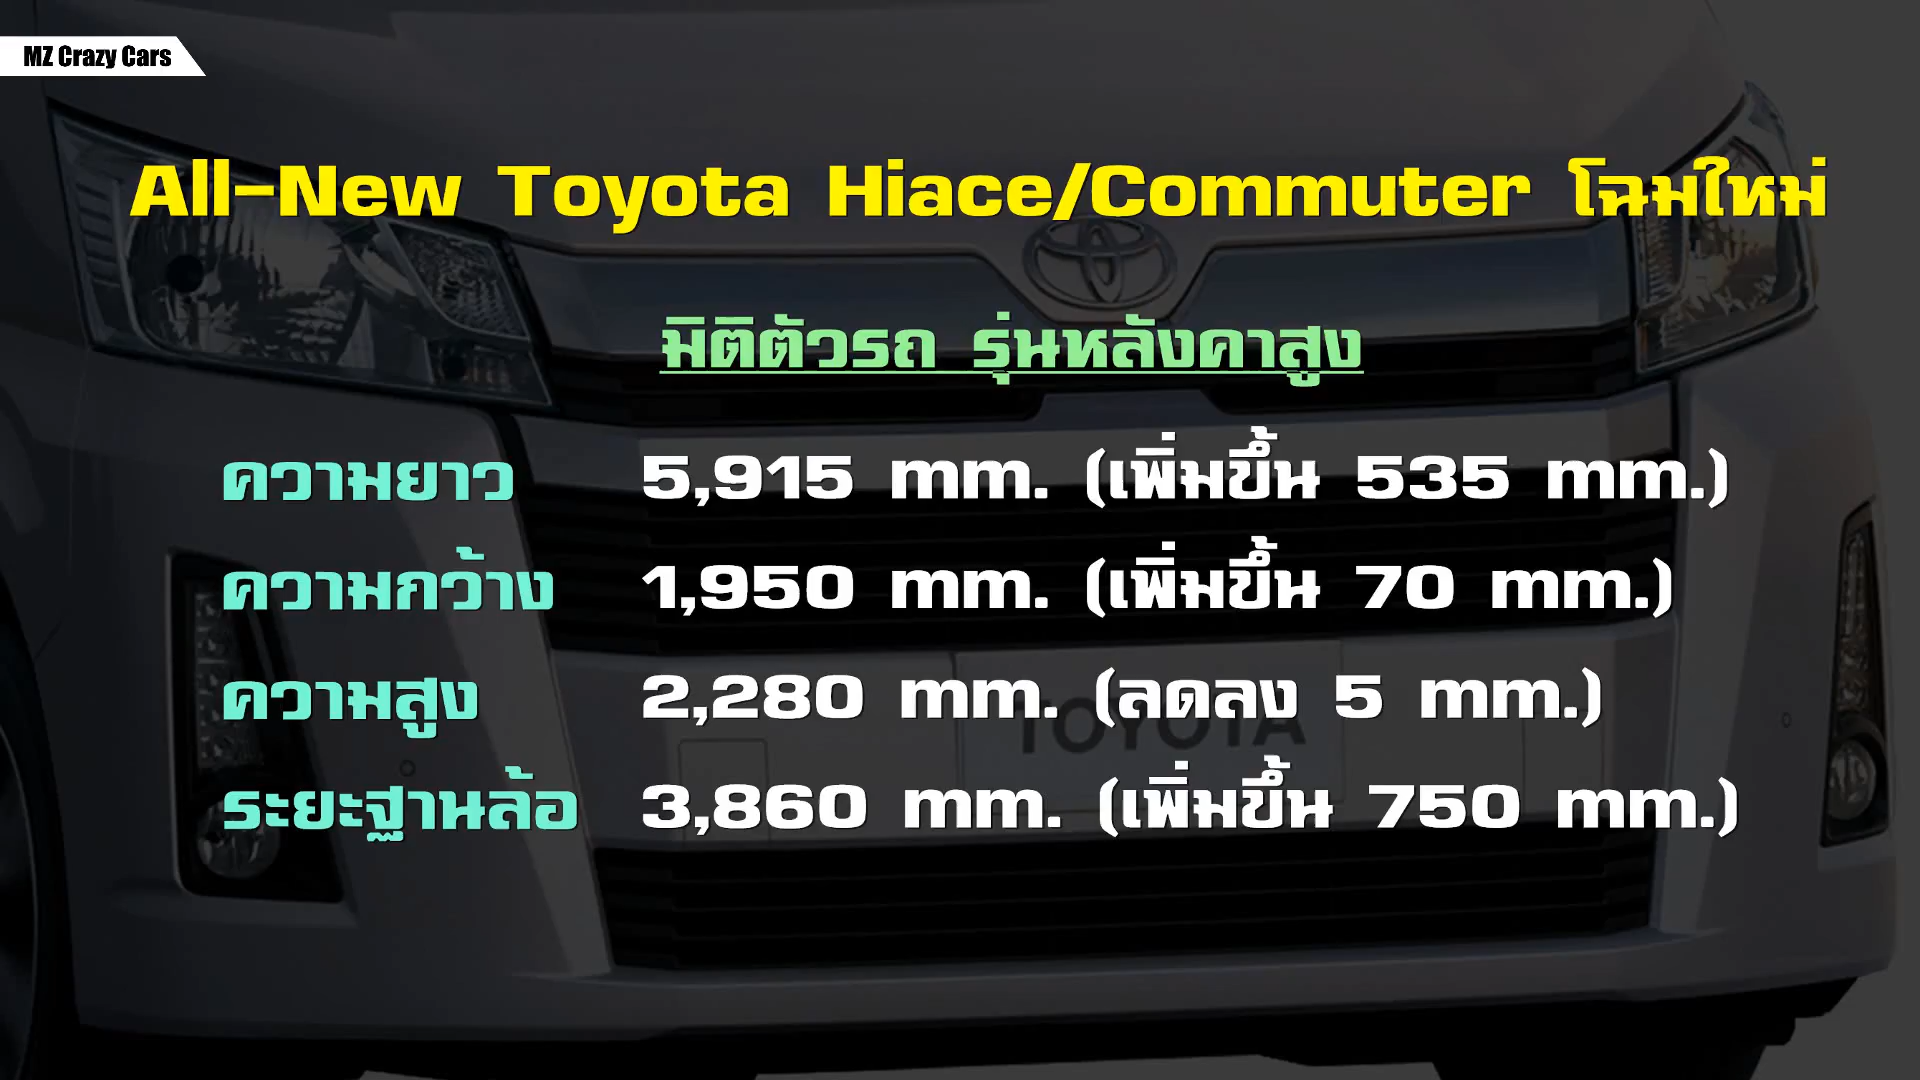 MZ Crazy Cars
All-New Toyota Hiace/Commuter โฉมใหม่
มิติตัวรถ รุ่นหลังคาสูง
ความยาว 5,915 mm. (เพิ่มขึ้น 535 mm.)
ความกว้าง 1,950 mm. (เพิ่มขึ้น 70 mm.)
ความสูง 2,280 mm. (ลดลง 5 mm.)
TOYOTA
ระยะฐานล้อ 3,860 mm. (เพิ่มขึ้น 750 mm.)